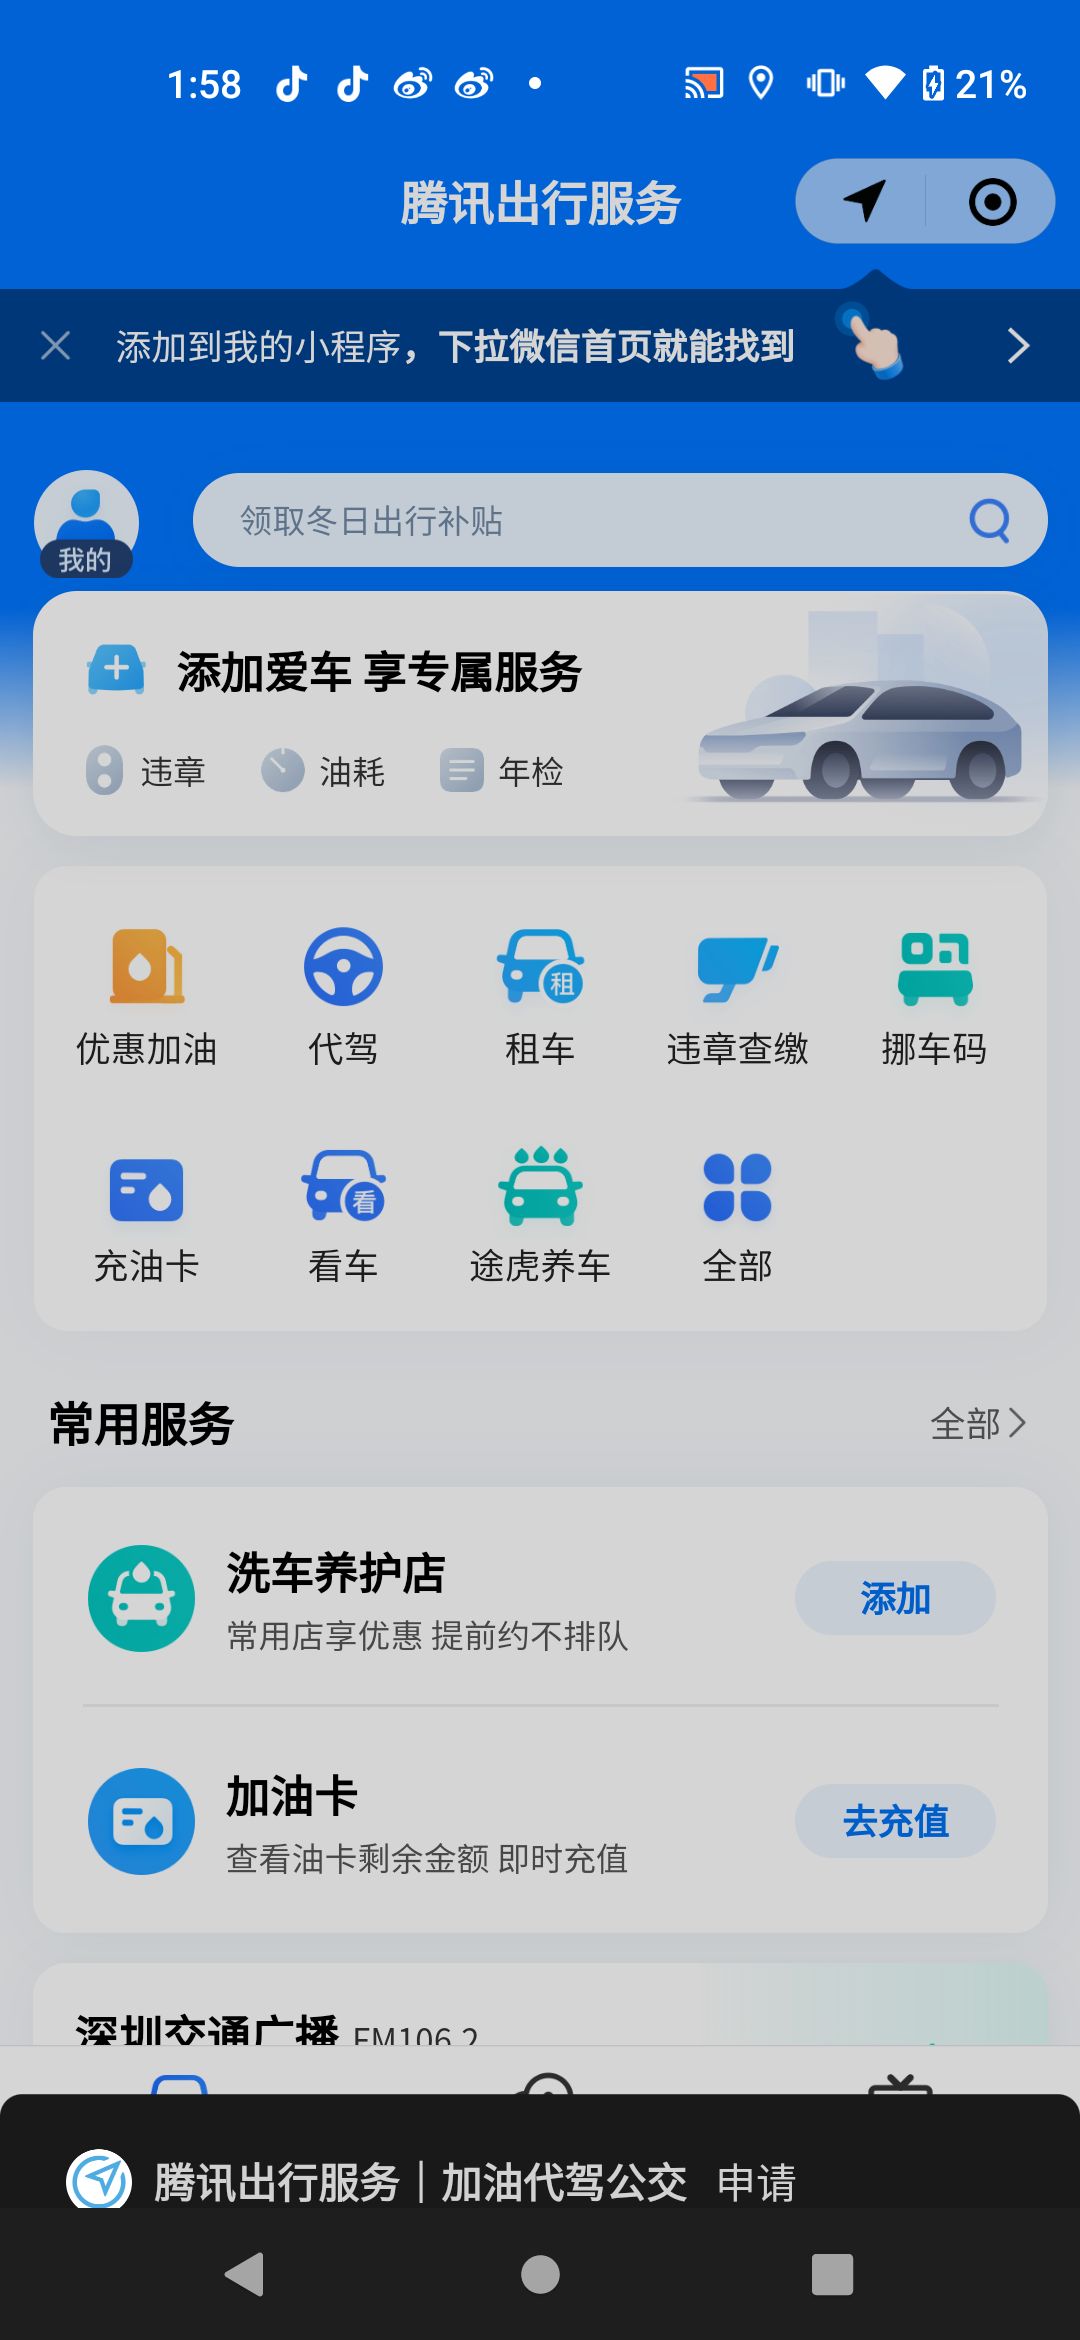 1:58
21%
腾讯出行服务
添加到我的小程序，下拉微信首页就能找到
我的
领取冬日出行补贴
添加爱车 享专属服务
违章 油耗 年检
租
优惠加油 代驾 租车 违章查缴 挪车码
看
充油卡 看车 途虎养车 全部
常用服务 全部
洗车养护店
常用店享优惠 提前约不排队
添加
加油卡
查看油卡剩余金额 即时充值
去充值
深圳交通广播 FM106.2
腾讯出行服务｜加油代驾公交 申请